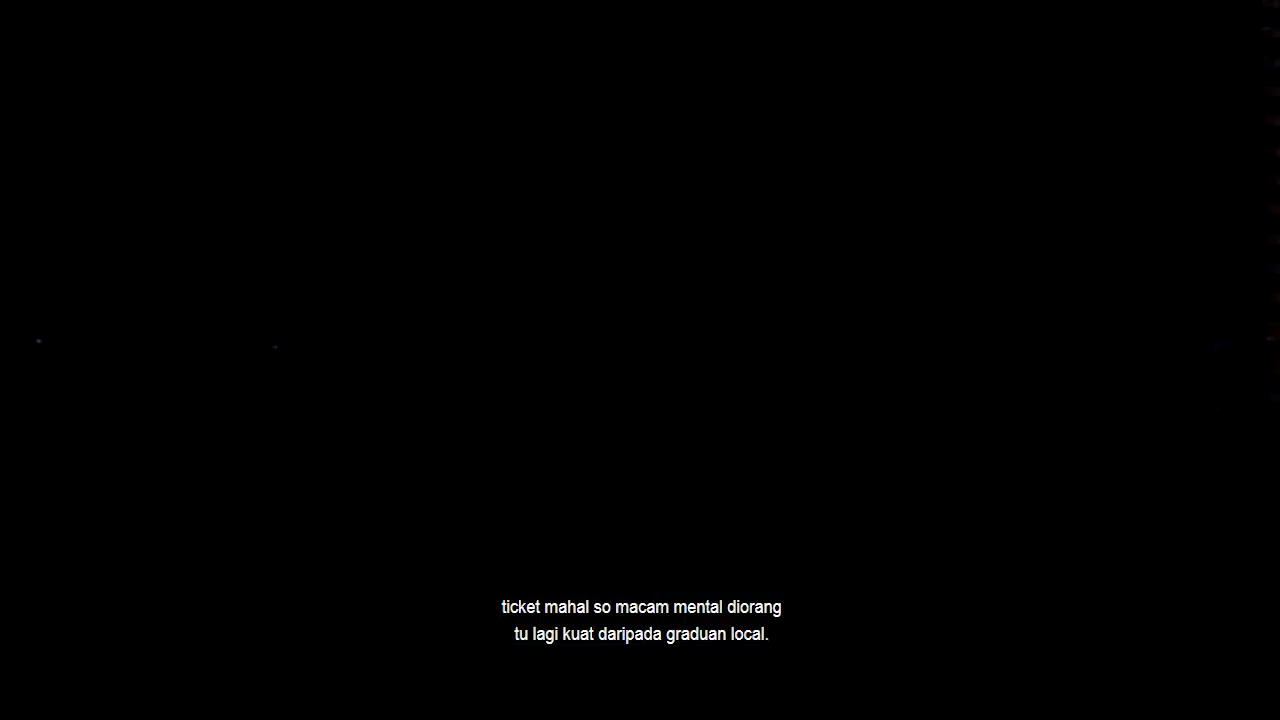 ticket mahal so macam mental diorang
tu lagi kuat daripada graduan local.